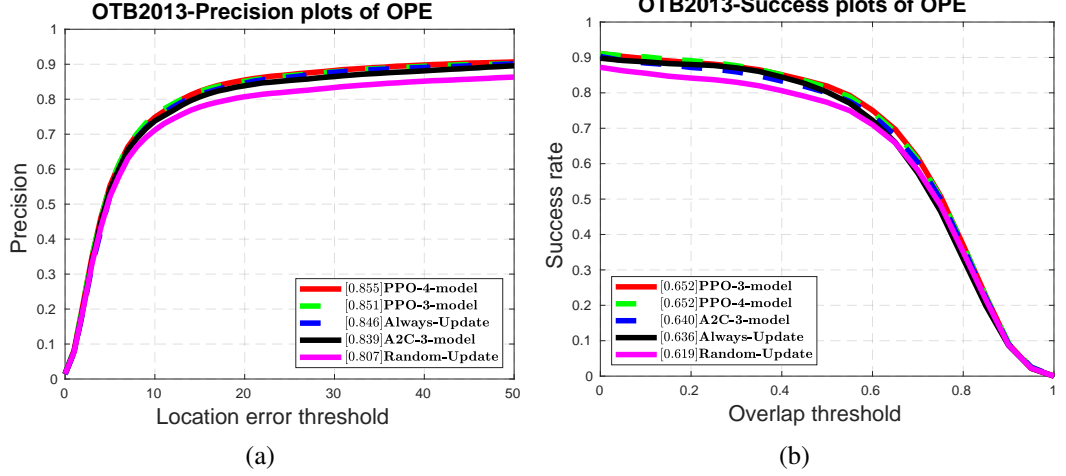 OTB2013-Precision plots of OPE
1
0.9
0.8
0.7
0.6
0.5
0.4
0.3
0.2
0.1
0
Precision
[0.855]PPO-4-model
[0.851]PPO-3-model
[0.846]Always-Update
[0.839]A2C-3-model
[0.807]Random-Update
0 10 20 30 40 50
Location error threshold
(a)
OTB2013-Success plots of OPE
1
0.9
0.8
0.7
0.6
0.5
0.4
0.3
0.2
0.1
0
Success rate
[0.652]PPO-3-model
[0.652]PPO-4-model
[0.640]A2C-3-model
[0.636]Always-Update
[0.619]Random-Update
0 0.2 0.4 0.6 0.8 1
Overlap threshold
(b)